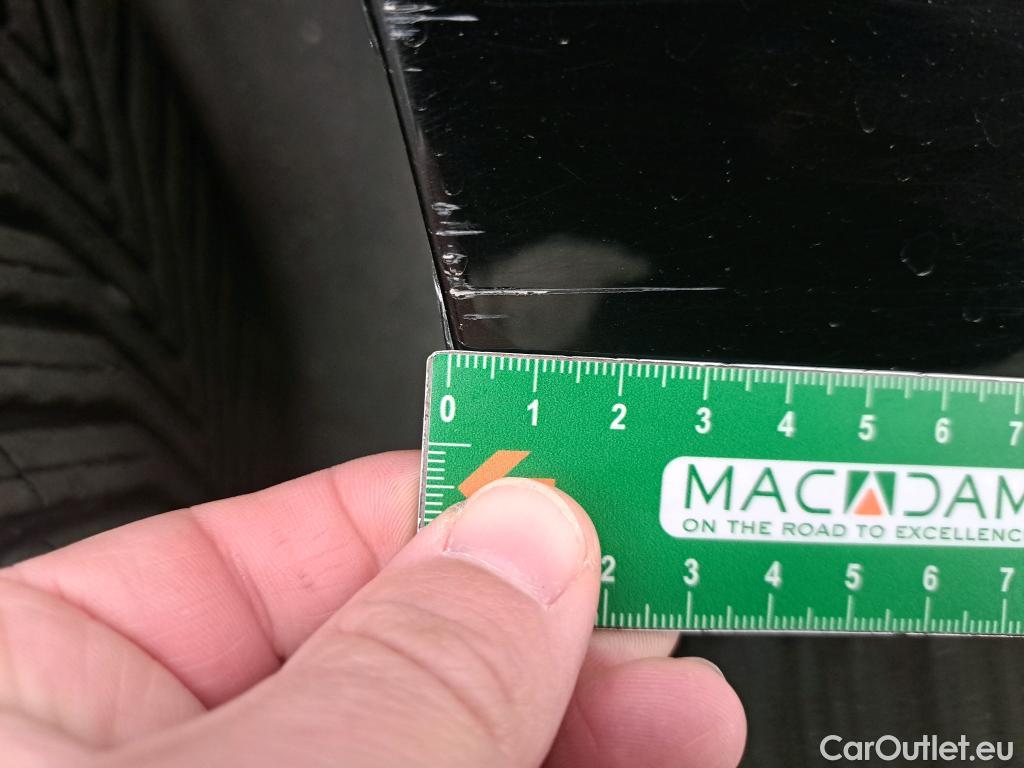 0 1 2 3 4 5 6 7
MACADAM
ON THE ROAD TO EXCELLENC
2 3 4 5 6 7
CarOutlet.eu